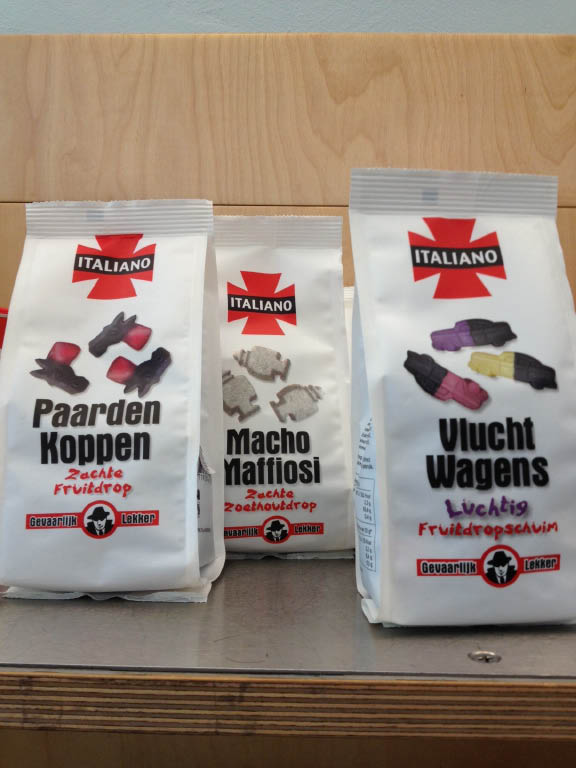 ITALIANO
Paarden
Koppen
Zachte
Fruitdrop
Gevaarlijk Lekker
ITALIANO
Macho
Maffiosi
Zachte
Zoethoutdrop
Gevaarlijk Lekker
ITALIANO
Vlucht
Wagens
Luchtig
Fruitdropschuim
Gevaarlijk Lekker